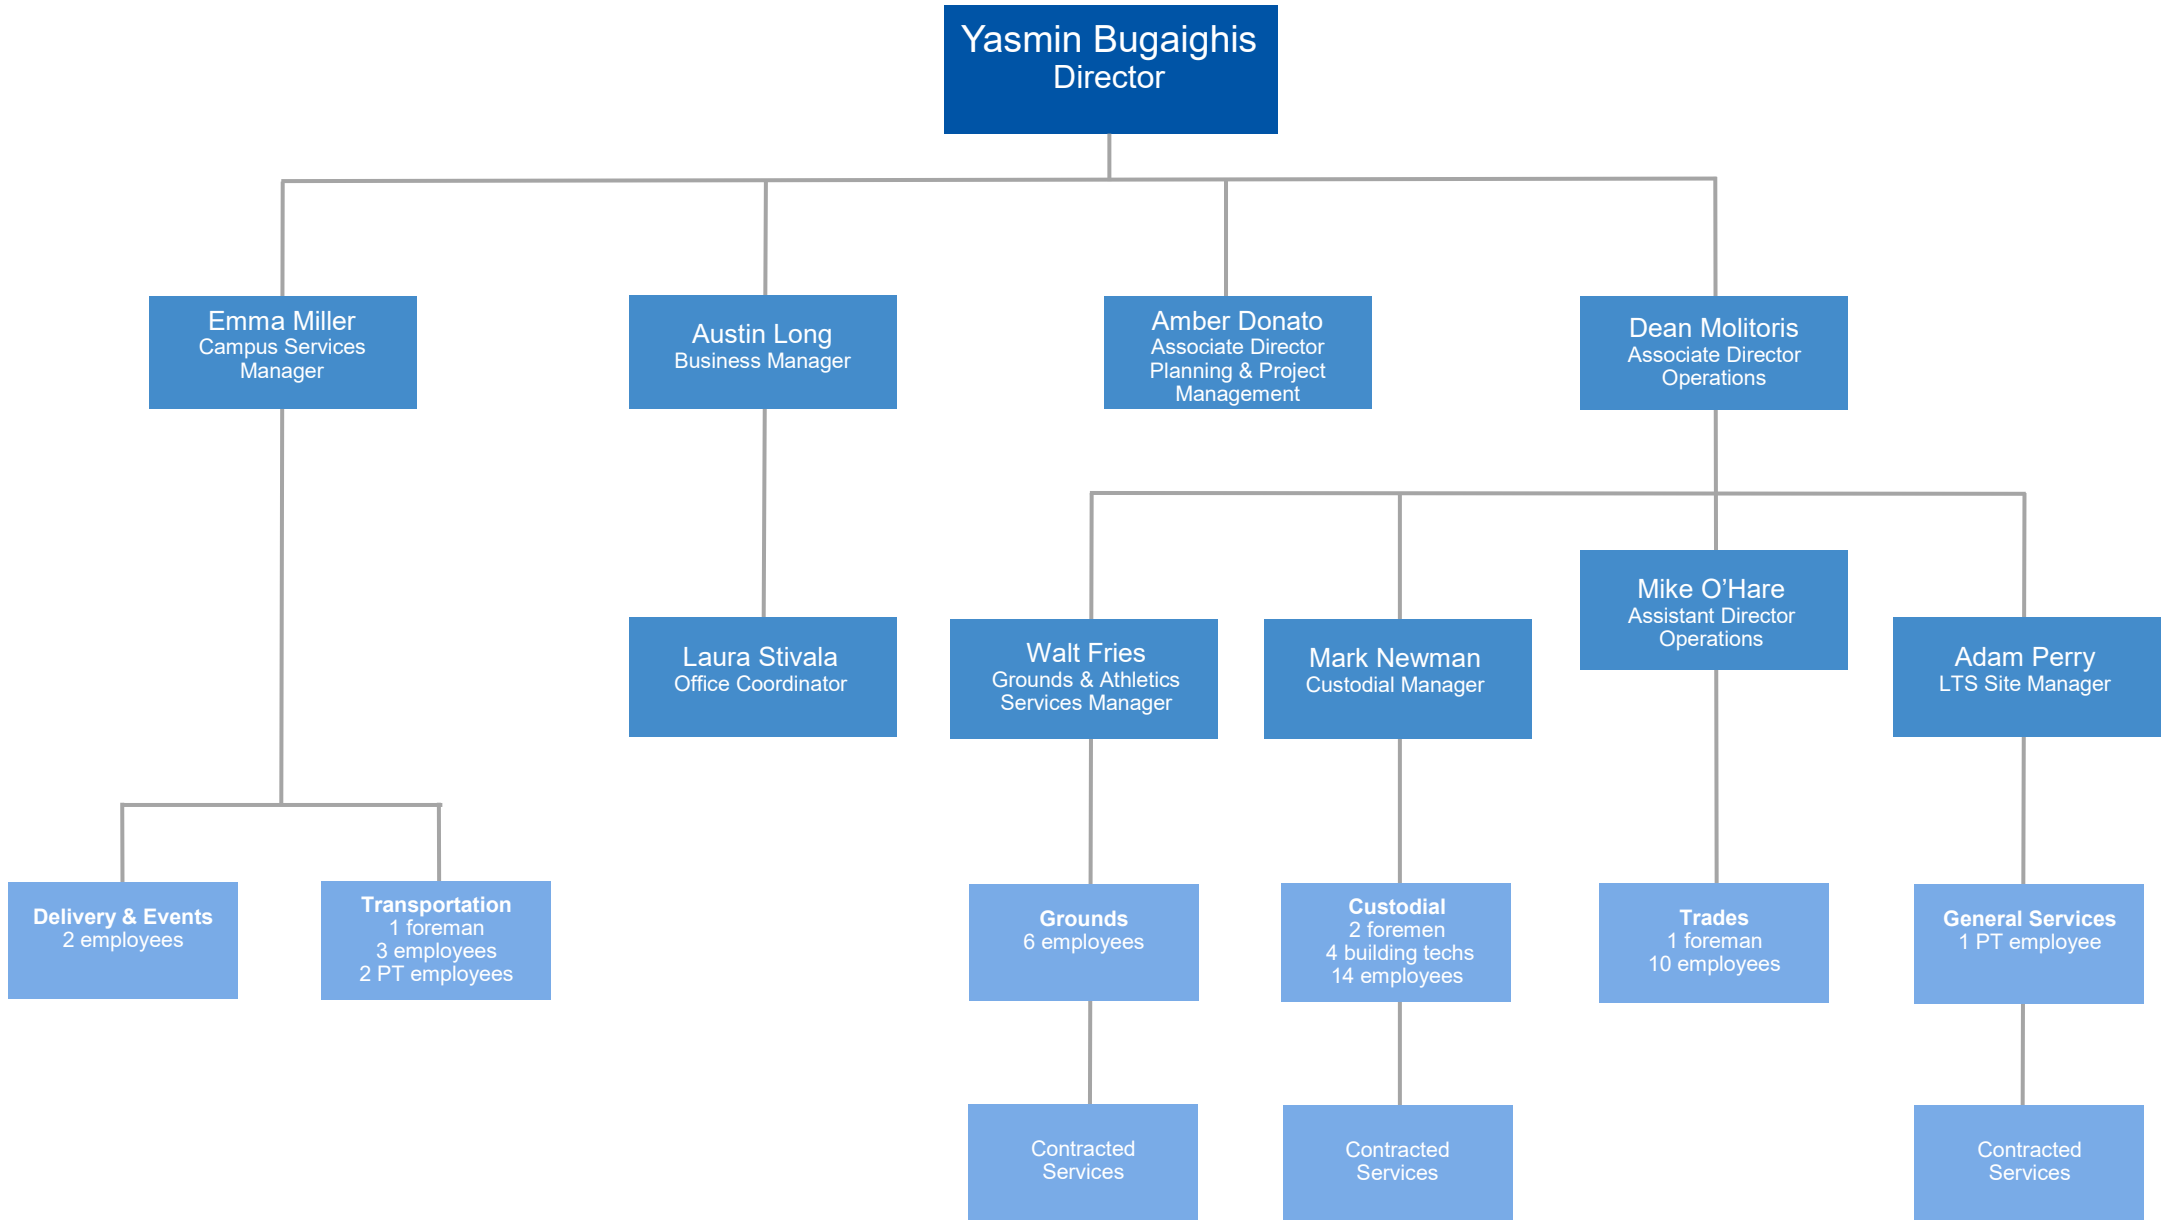 Yasmin Bugaighis
Director
Emma Miller
Campus Services
Manager
Austin Long
Business Manager
Amber Donato
Associate Director
Planning & Project
Management
Dean Molitoris
Associate Director
Operations
Laura Stivala
Office Coordinator
Walt Fries
Grounds & Athletics
Services Manager
Mark Newman
Custodial Manager
Mike O’Hare
Assistant Director
Operations
Adam Perry
LTS Site Manager
Delivery & Events
2 employees
Transportation
1 foreman
3 employees
2 PT employees
Grounds
6 employees
Custodial
2 foremen
4 building techs
14 employees
Trades
1 foreman
10 employees
General Services
1 PT employee
Contracted
Services
Contracted
Services
Contracted
Services